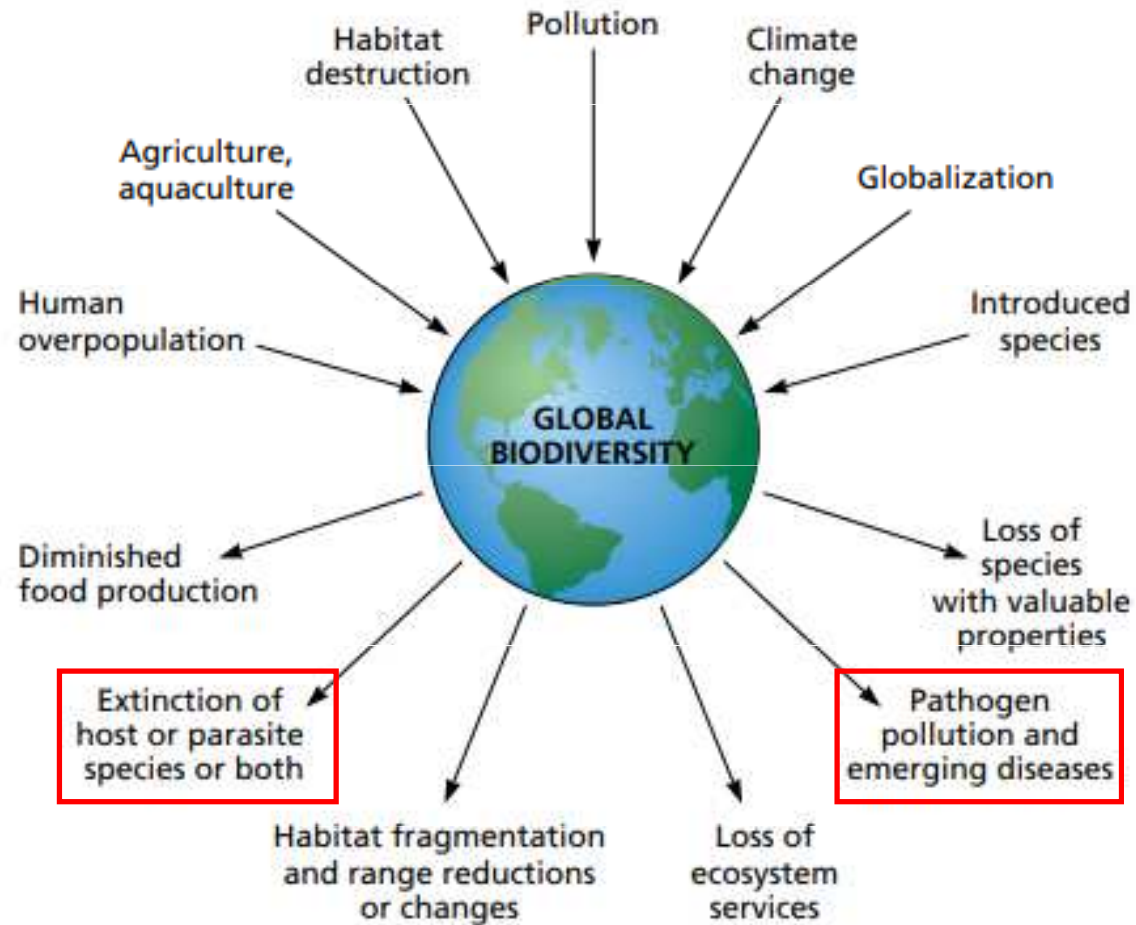 Pollution
Habitat
destruction
Climate
change
Agriculture,
aquaculture
Globalization
Human
overpopulation
Introduced
species
GLOBAL
BIODIVERSITY
Diminished
food production
Loss of
species
with valuable
properties
Extinction of
host or parasite
species or both
Pathogen
pollution and
emerging diseases
Habitat fragmentation
and range reductions
or changes
Loss of
ecosystem
services